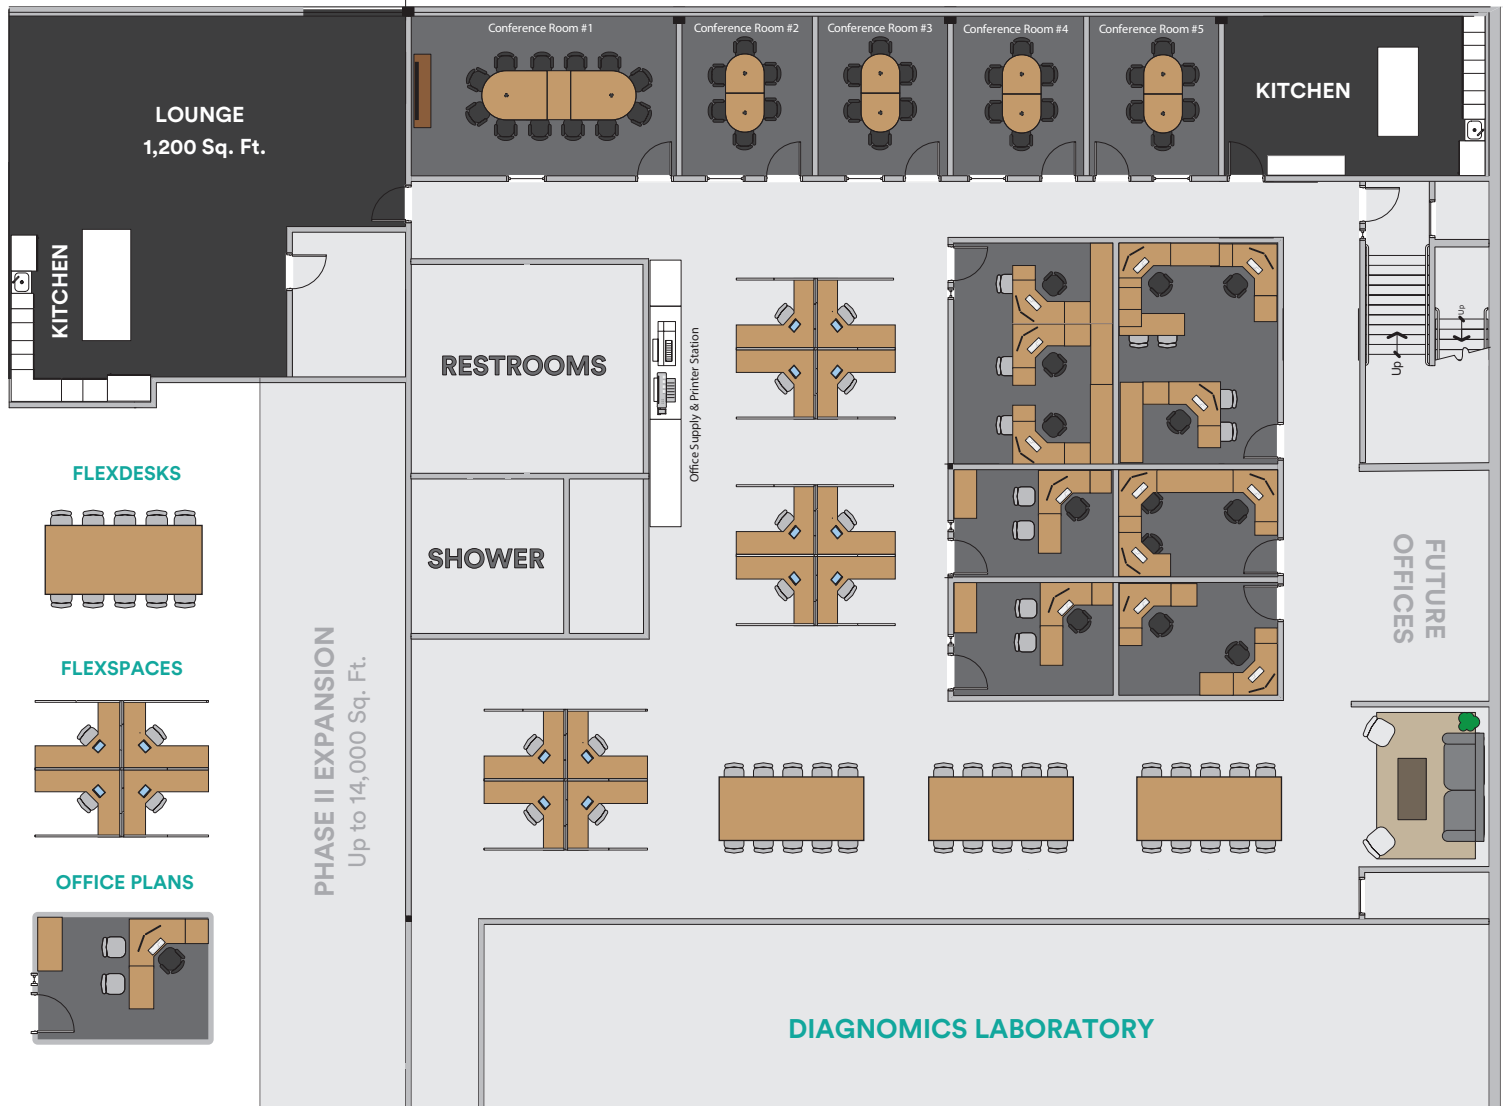 Conference Room #1
Conference Room #2
Conference Room #3
Conference Room #4
Conference Room #5
KITCHEN
LOUNGE
1,200 Sq. Ft.
KITCHEN
RESTROOMS
Office Supply & Printer Station
Up
Up
FLEXDESKS
SHOWER
FUTURE
OFFICES
FLEXSPACES
PHASE II EXPANSION
Up to 14,000 Sq. Ft.
OFFICE PLANS
DIAGNOMICS LABORATORY